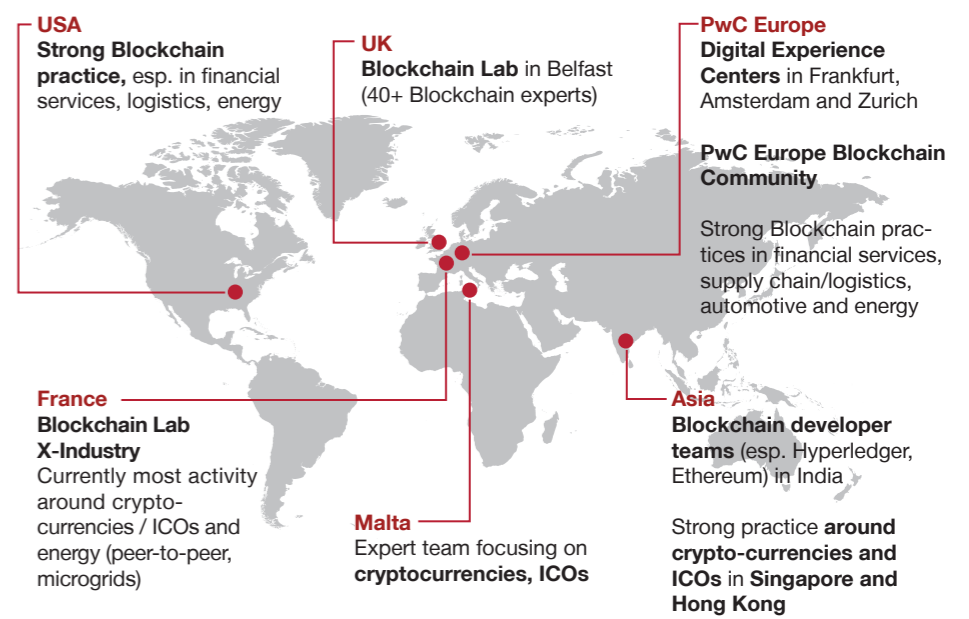 USA
Strong Blockchain
practice, esp. in financial
services, logistics, energy
UK
Blockchain Lab in Belfast
(40+ Blockchain experts)
PwC Europe
Digital Experience
Centers in Frankfurt,
Amsterdam and Zurich
PwC Europe Blockchain
Community
Strong Blockchain prac-
tices in financial services,
supply chain/logistics,
automotive and energy
France
Blockchain Lab
X-Industry
Currently most activity
around crypto-
currencies / ICOs and
energy (peer-to-peer,
microgrids)
Malta
Expert team focusing on
cryptocurrencies, ICOs
Asia
Blockchain developer
teams (esp. Hyperledger,
Ethereum) in India
Strong practice around
crypto-currencies and
ICOs in Singapore and
Hong Kong